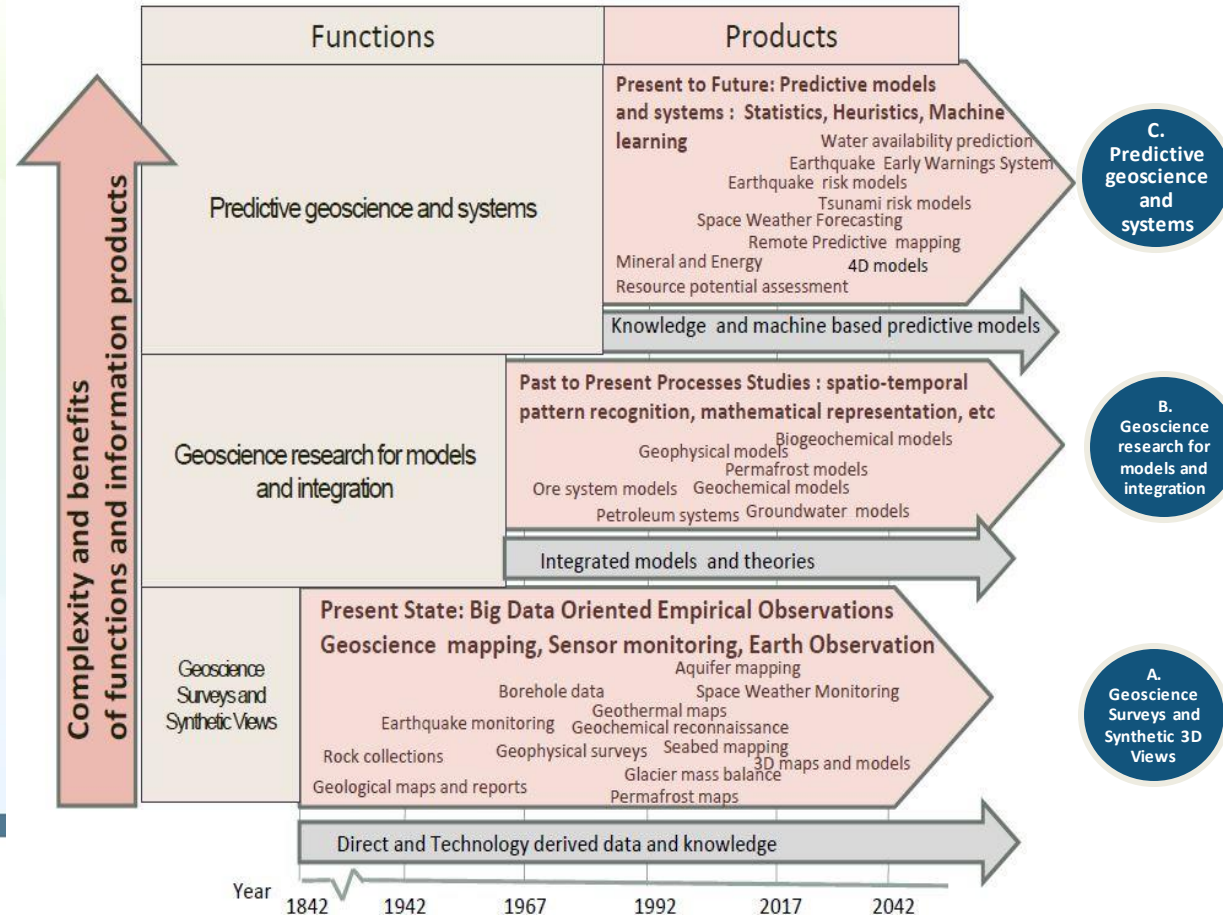 Functions
Products
Complexity and benefits
of functions and information products
Predictive geoscience and systems
Present to Future: Predictive models
and systems : Statistics, Heuristics, Machine
learning
Water availability prediction
Earthquake Early Warnings System
Earthquake risk models
Tsunami risk models
Space Weather Forecasting
Remote Predictive mapping
Mineral and Energy
4D models
Resource potential assessment
Knowledge and machine based predictive models
C.
Predictive
geoscience
and
systems
Geoscience research for models
and integration
Past to Present Processes Studies : spatio-temporal
pattern recognition, mathematical representation, etc
Biogeochemical models
Geophysical models
Permafrost models
Ore system models
Geochemical models
Petroleum systems
Groundwater models
Integrated models and theories
B.
Geoscience
research for
models and
integration
Geoscience
Surveys and
Synthetic Views
Present State: Big Data Oriented Empirical Observations
Geoscience mapping, Sensor monitoring, Earth Observation
Aquifer mapping
Borehole data
Space Weather Monitoring
Geothermal maps
Earthquake monitoring
Geochemical reconnaissance
Rock collections
Geophysical surveys
Seabed mapping
3D maps and models
Glacier mass balance
Geological maps and reports
Permafrost maps
Direct and Technology derived data and knowledge
A.
Geoscience
Surveys and
Synthetic 3D
Views
Year
1842 1942 1967 1992 2017 2042